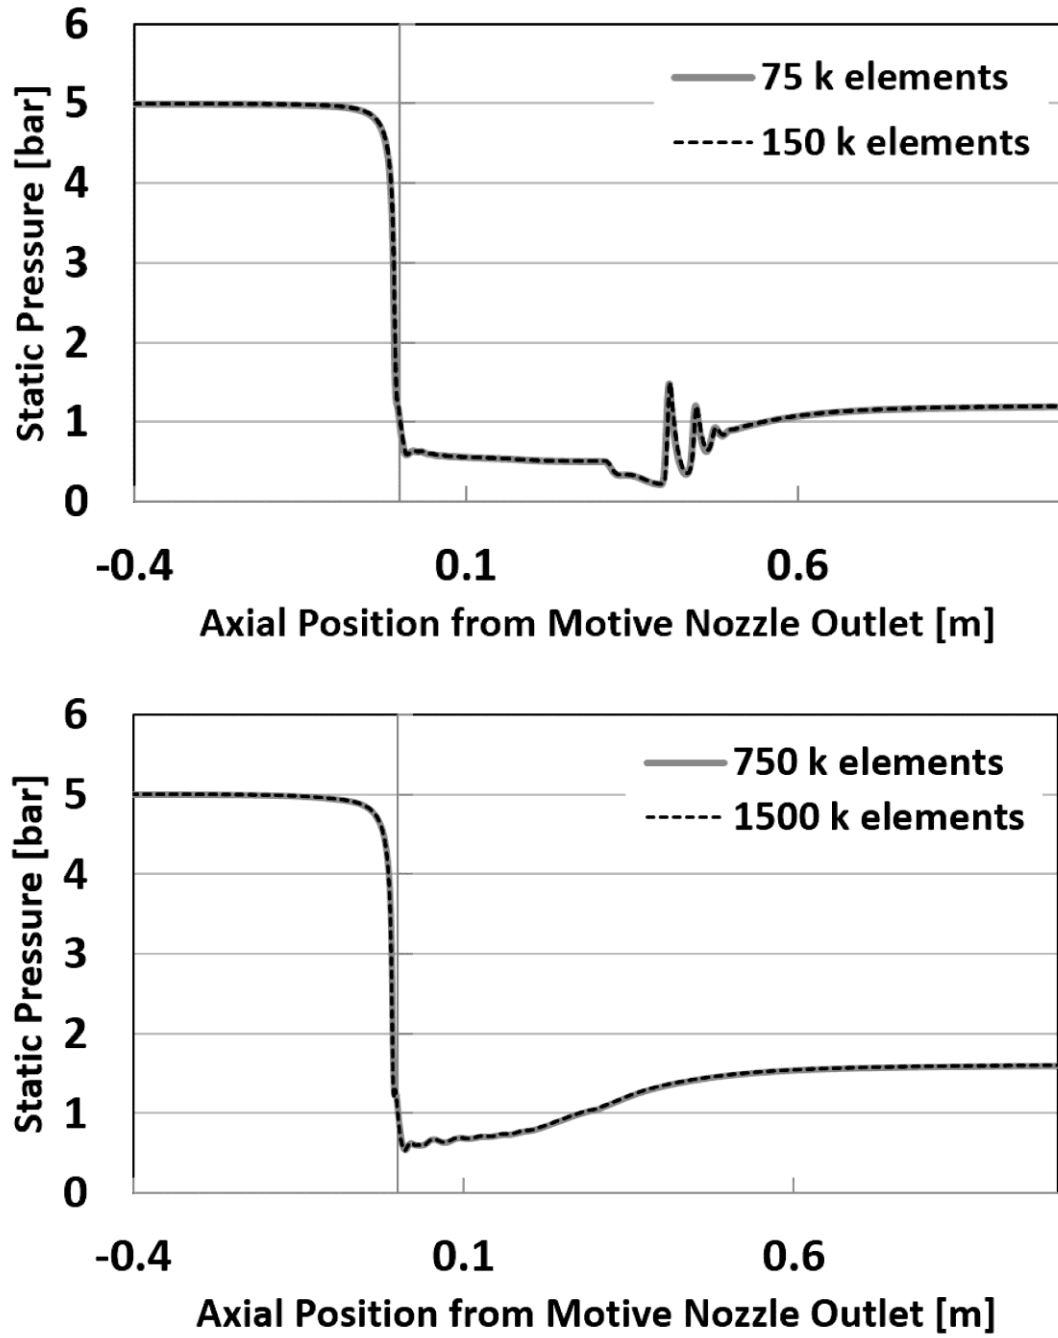 6
5
4
3
2
1
0
Static Pressure [bar]
75 k elements
150 k elements
-0.4
0.1
0.6
Axial Position from Motive Nozzle Outlet [m]
6
5
4
3
2
1
0
Static Pressure [bar]
750 k elements
1500 k elements
-0.4
0.1
0.6
Axial Position from Motive Nozzle Outlet [m]